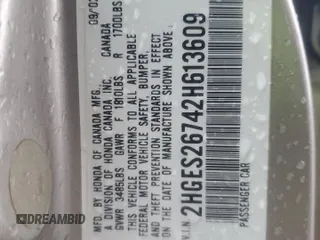 MFD. BY HONDA OF CANADA MFG.
A DIVISION OF HONDA CANADA INC. CANADA
GVWR 3485LBS GAWR F 1810LBS R 1700LBS
THIS VEHICLE CONFORMS TO ALL APPLICABLE
FEDERAL MOTOR VEHICLE SAFETY, BUMPER,
AND THEFT PREVENTION STANDARDS IN EFFECT
ON THE DATE OF MANUFACTURE SHOWN ABOVE.
V.I.N. 2HGES26742H613609
PASSENGER CAR
DREAMBID